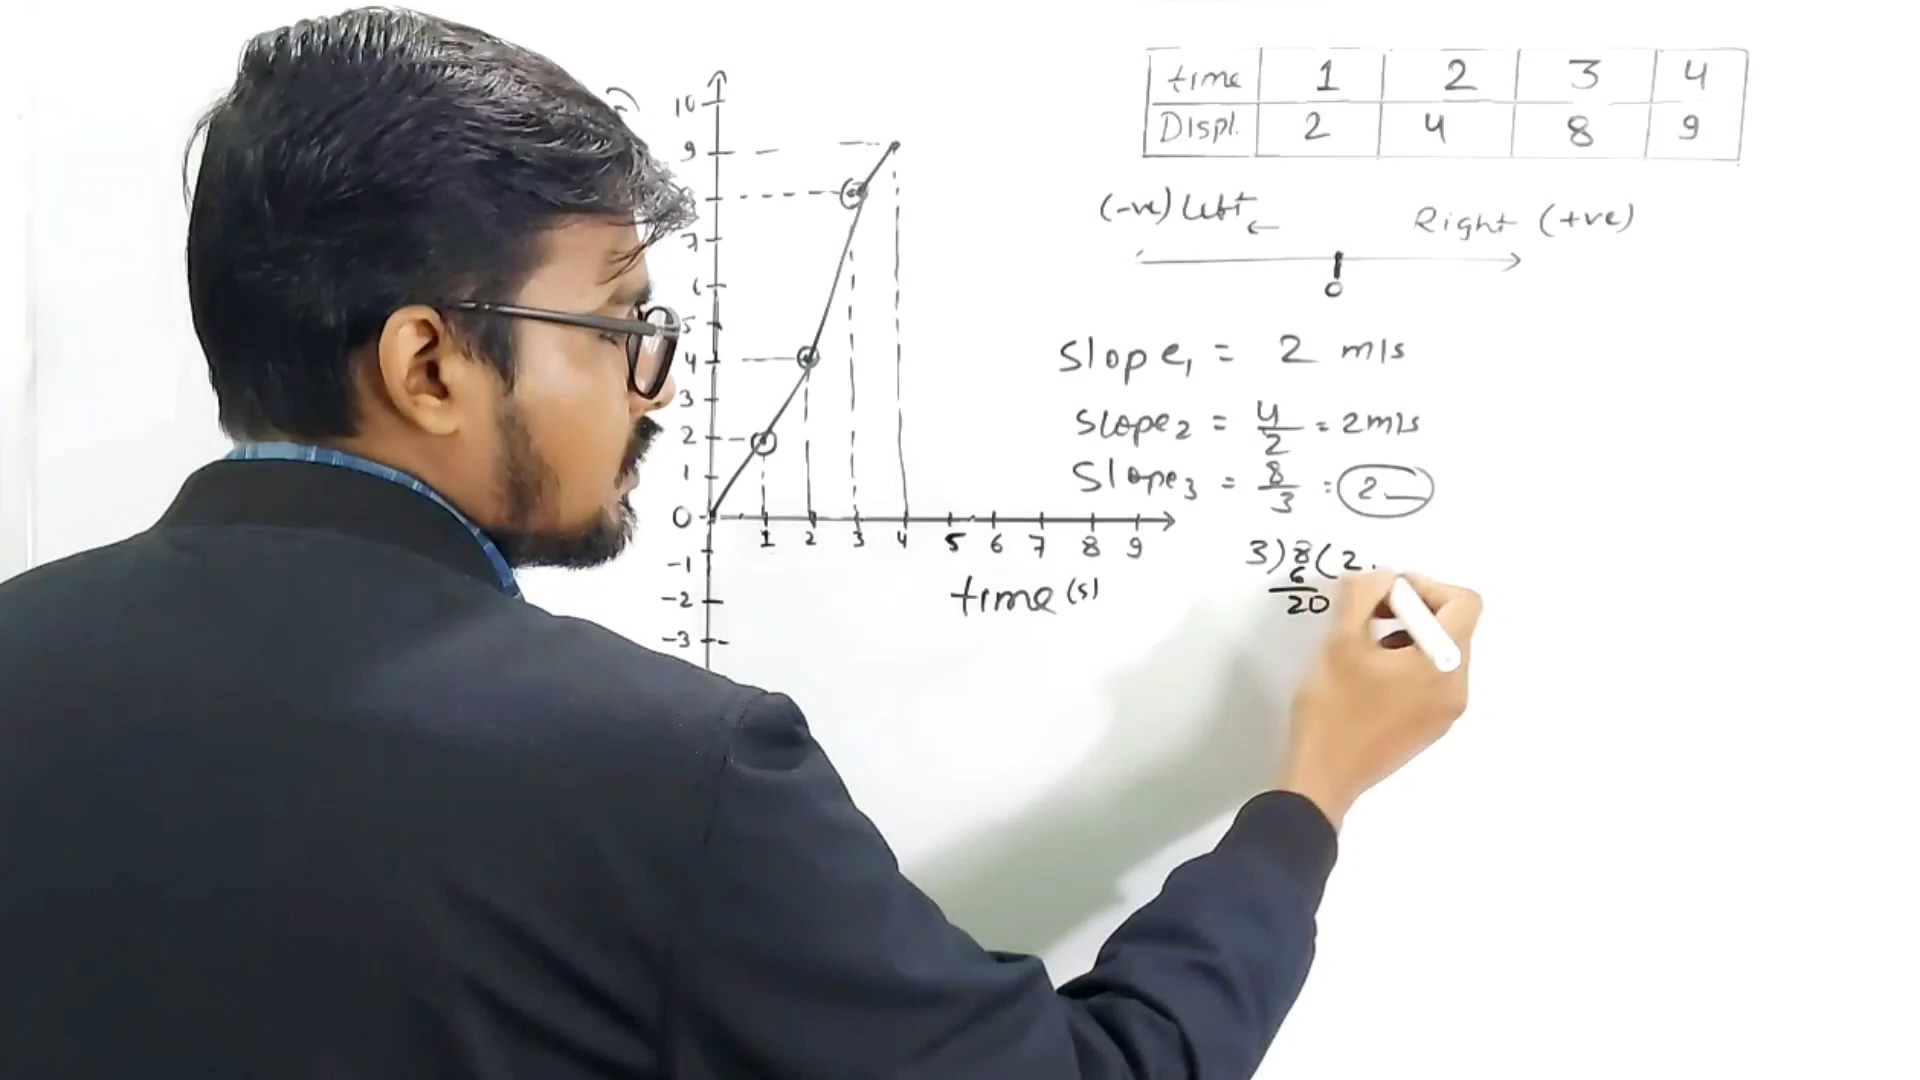 time 1 2 3 4
Displ. 2 4 8 9
(-ve) Left ← Right (+ve)
0
Slope₁ = 2 m/s
Slope₂ = 4/2 = 2m/s
Slope₃ = 8/3 = 2
3) 8 ( 2.
6
20
10
9
7
6
5
4
3
2
1
0
1 2 3 4 5 6 7 8 9
-1
-2
-3
time (s)